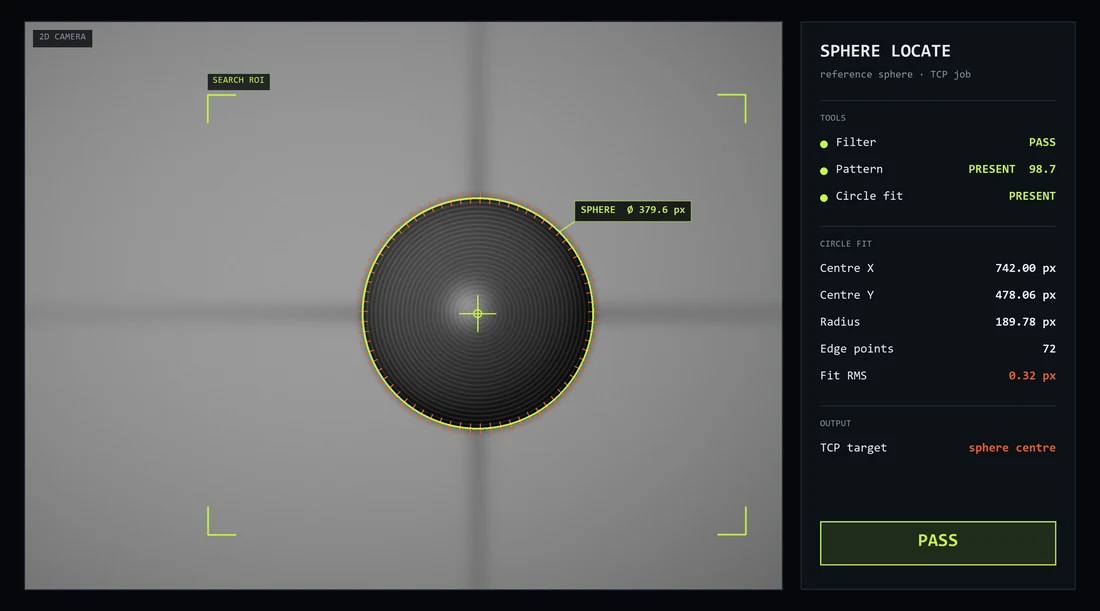 2D CAMERA
SEARCH ROI
SPHERE Ø 379.6 px
SPHERE LOCATE
reference sphere · TCP job
TOOLS
Filter PASS
Pattern PRESENT 98.7
Circle fit PRESENT
CIRCLE FIT
Centre X 742.00 px
Centre Y 478.06 px
Radius 189.78 px
Edge points 72
Fit RMS 0.32 px
OUTPUT
TCP target sphere centre
PASS